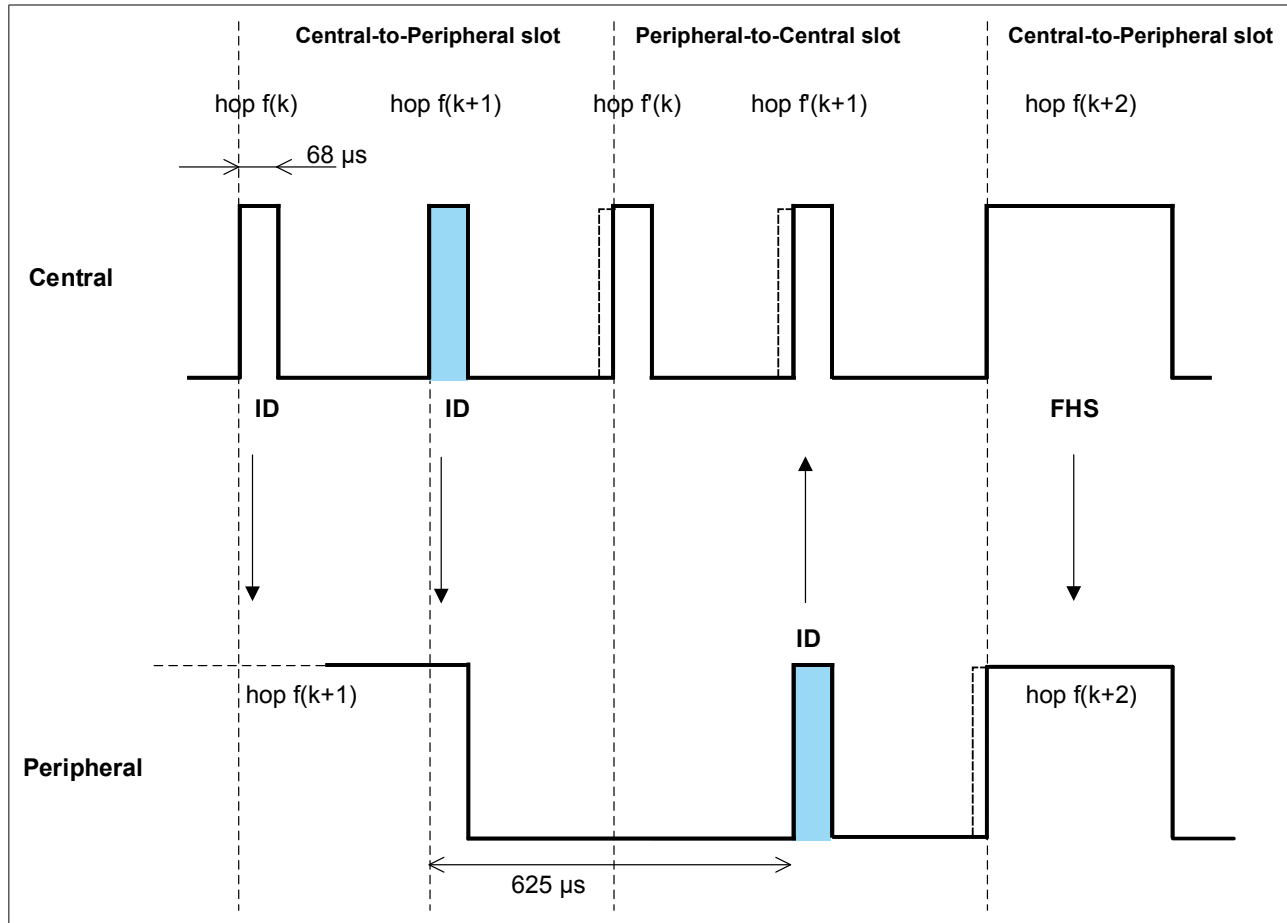 Central-to-Peripheral slot
Peripheral-to-Central slot
Central-to-Peripheral slot
hop f(k)
hop f(k+1)
hop f'(k)
hop f'(k+1)
hop f(k+2)
68 µs
Central
ID
ID
FHS
ID
hop f(k+1)
hop f(k+2)
Peripheral
625 µs